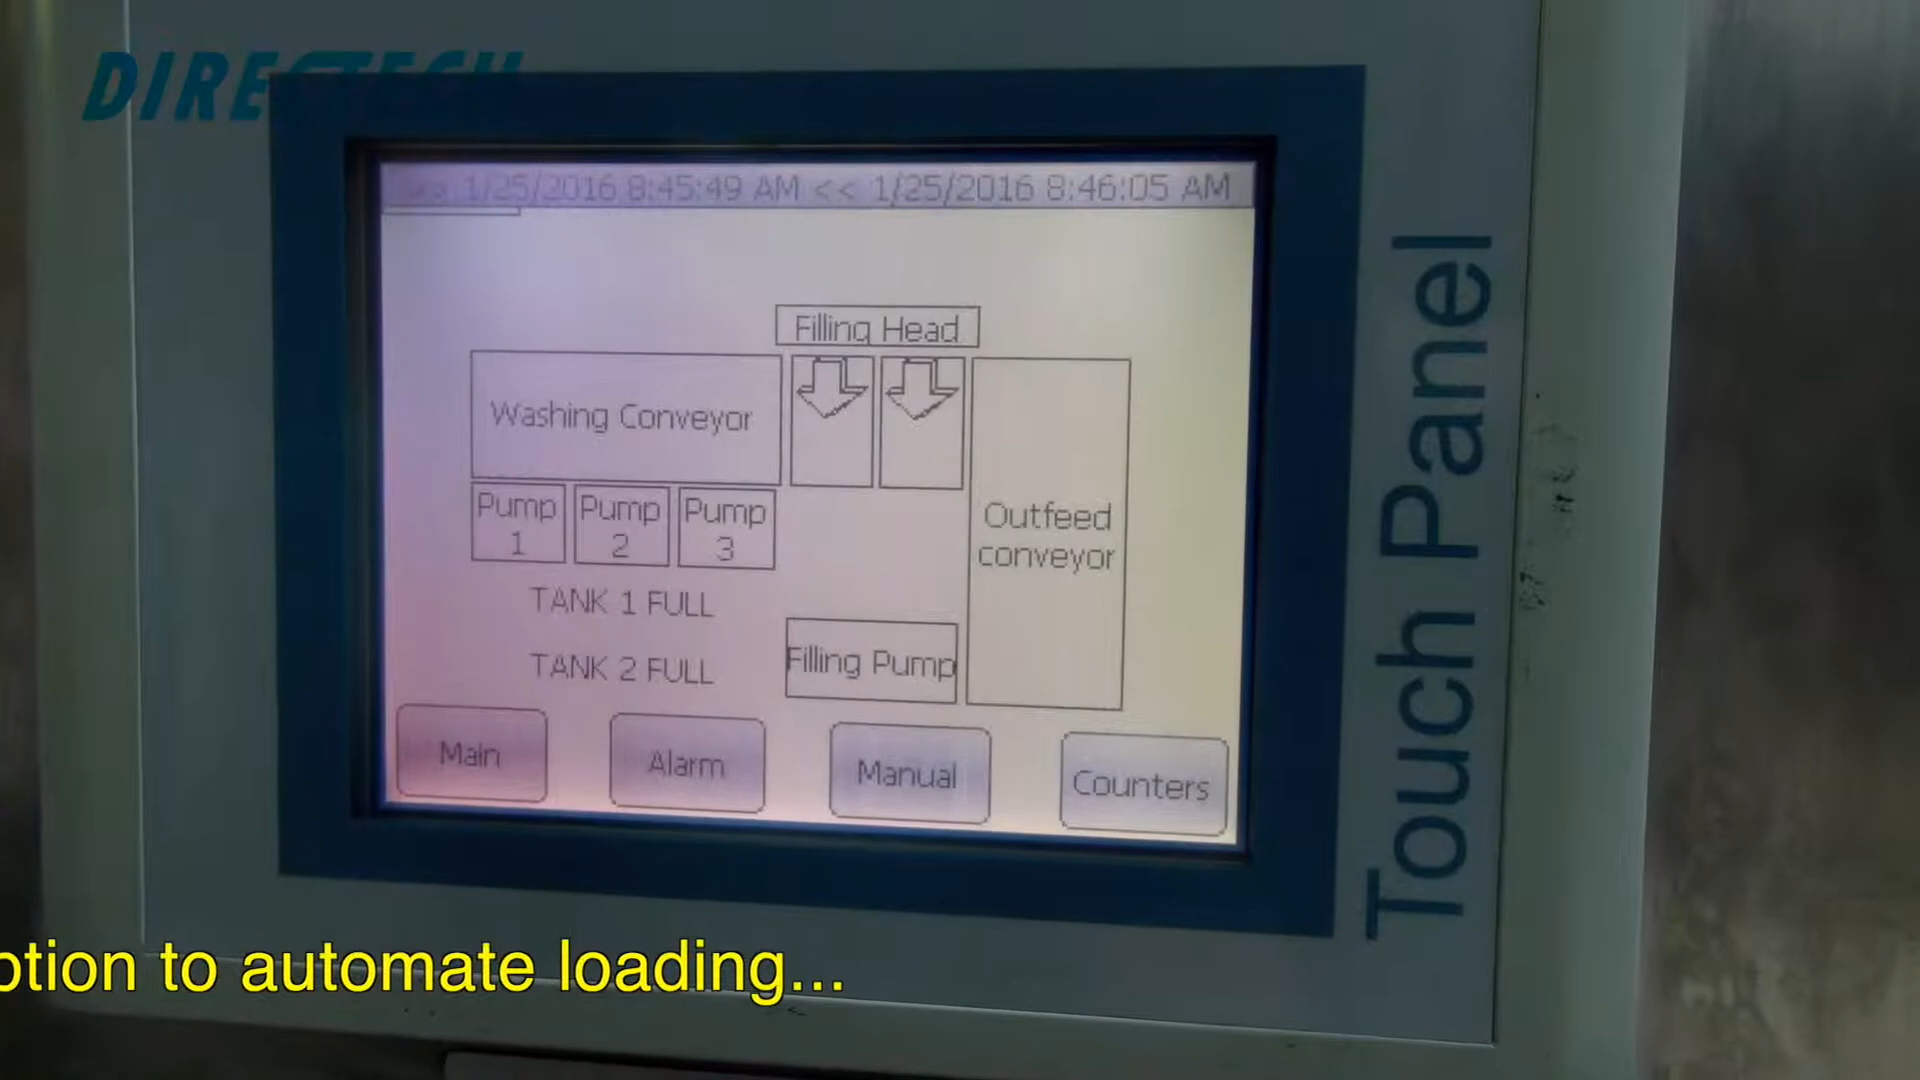 DIRECTECH
>> 1/25/2016 8:45:49 AM << 1/25/2016 8:46:05 AM
Filling Head
Washing Conveyor
Pump 1
Pump 2
Pump 3
Outfeed
conveyor
TANK 1 FULL
TANK 2 FULL
Filling Pump
Main
Alarm
Manual
Counters
Touch Panel
to automate loading...